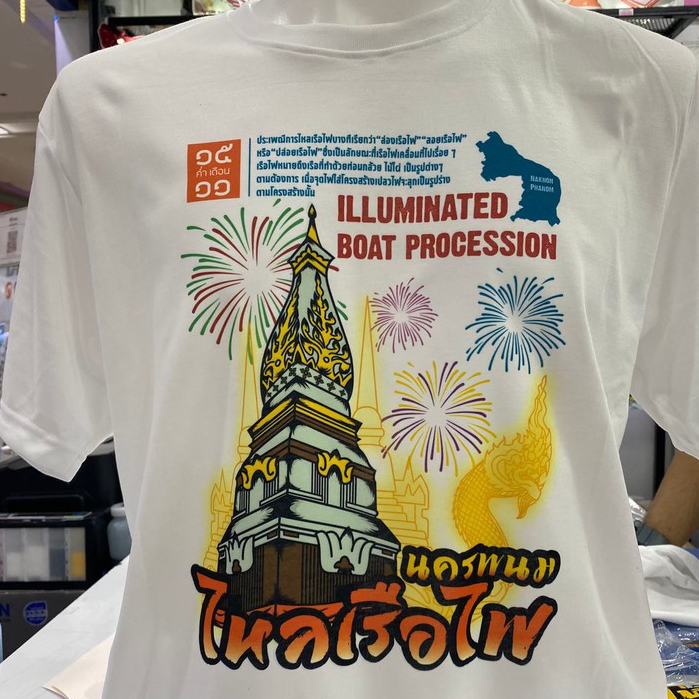 ๑๕
ค่ำ เดือน
๑๑
ประเพณีการไหลเรือไฟบางทีเรียกว่า "ล่องเรือไฟ" "ลอยเรือไฟ"
หรือ "ปล่อยเรือไฟ" ซึ่งเป็นลักษณะที่เรือไฟเคลื่อนที่ไปเรื่อย ๆ
เรือไฟหมายถึงเรือที่ทำด้วยท่อนกล้วย ไม้ไผ่ เป็นรูปต่างๆ
ตามต้องการ เมื่อจุดไฟใส่โครงสร้างเปลวไฟจะลุกเป็นรูปร่าง
ตามโครงสร้างนั้น
NAKHON
PHANOM
ILLUMINATED
BOAT PROCESSION
นครพนม
ไหลเรือไฟ